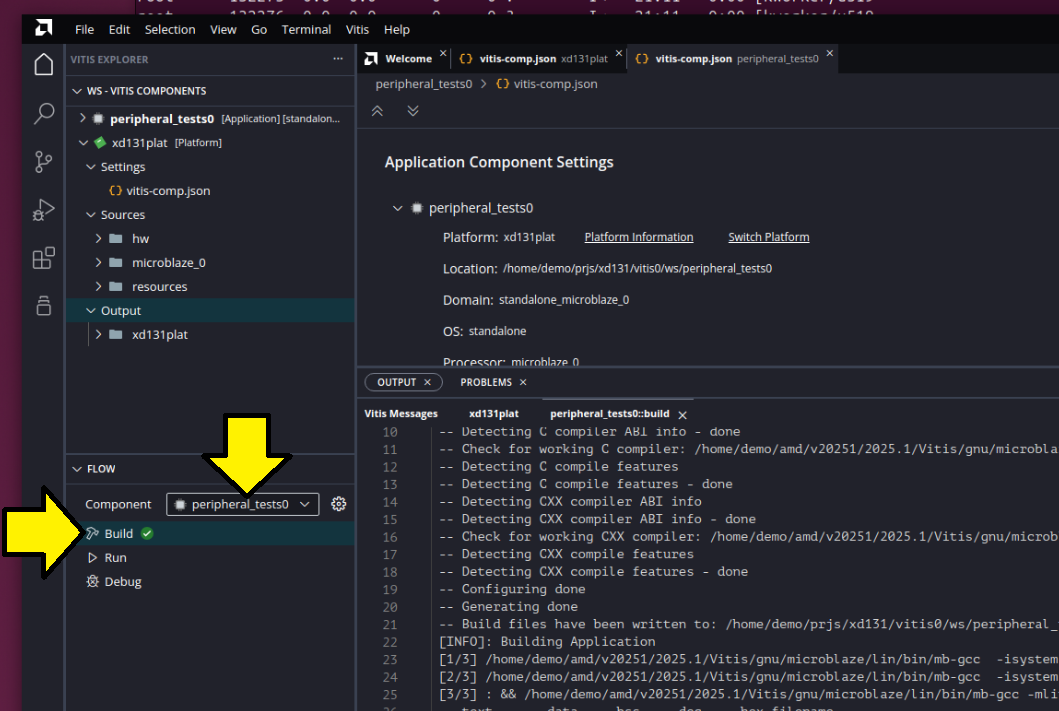 File Edit Selection View Go Terminal Vitis Help
VITIS EXPLORER ...
WS - VITIS COMPONENTS
peripheral_tests0 [Application] [standalon...
xd131plat [Platform]
Settings
{} vitis-comp.json
Sources
hw
microblaze_0
resources
Output
xd131plat
FLOW
Component peripheral_tests0
Build
Run
Debug
Welcome × {} vitis-comp.json xd131plat × {} vitis-comp.json peripheral_tests0 ×
peripheral_tests0 > {} vitis-comp.json
Application Component Settings
peripheral_tests0
Platform: xd131plat Platform Information Switch Platform
Location: /home/demo/prjs/xd131/vitis0/ws/peripheral_tests0
Domain: standalone_microblaze_0
OS: standalone
Processor: microblaze_0
OUTPUT × PROBLEMS ×
Vitis Messages xd131plat peripheral_tests0::build ×
10 -- Detecting C compiler ABI info - done
11 -- Check for working C compiler: /home/demo/amd/v20251/2025.1/Vitis/gnu/microbla
12 -- Detecting C compile features
13 -- Detecting C compile features - done
14 -- Detecting CXX compiler ABI info
15 -- Detecting CXX compiler ABI info - done
16 -- Check for working CXX compiler: /home/demo/amd/v20251/2025.1/Vitis/gnu/microb
17 -- Detecting CXX compile features
18 -- Detecting CXX compile features - done
19 -- Configuring done
20 -- Generating done
21 -- Build files have been written to: /home/demo/prjs/xd131/vitis0/ws/peripheral_
22 [INFO]: Building Application
23 [1/3] /home/demo/amd/v20251/2025.1/Vitis/gnu/microblaze/lin/bin/mb-gcc -isystem
24 [2/3] /home/demo/amd/v20251/2025.1/Vitis/gnu/microblaze/lin/bin/mb-gcc -isystem
25 [3/3] : && /home/demo/amd/v20251/2025.1/Vitis/gnu/microblaze/lin/bin/mb-gcc -mli